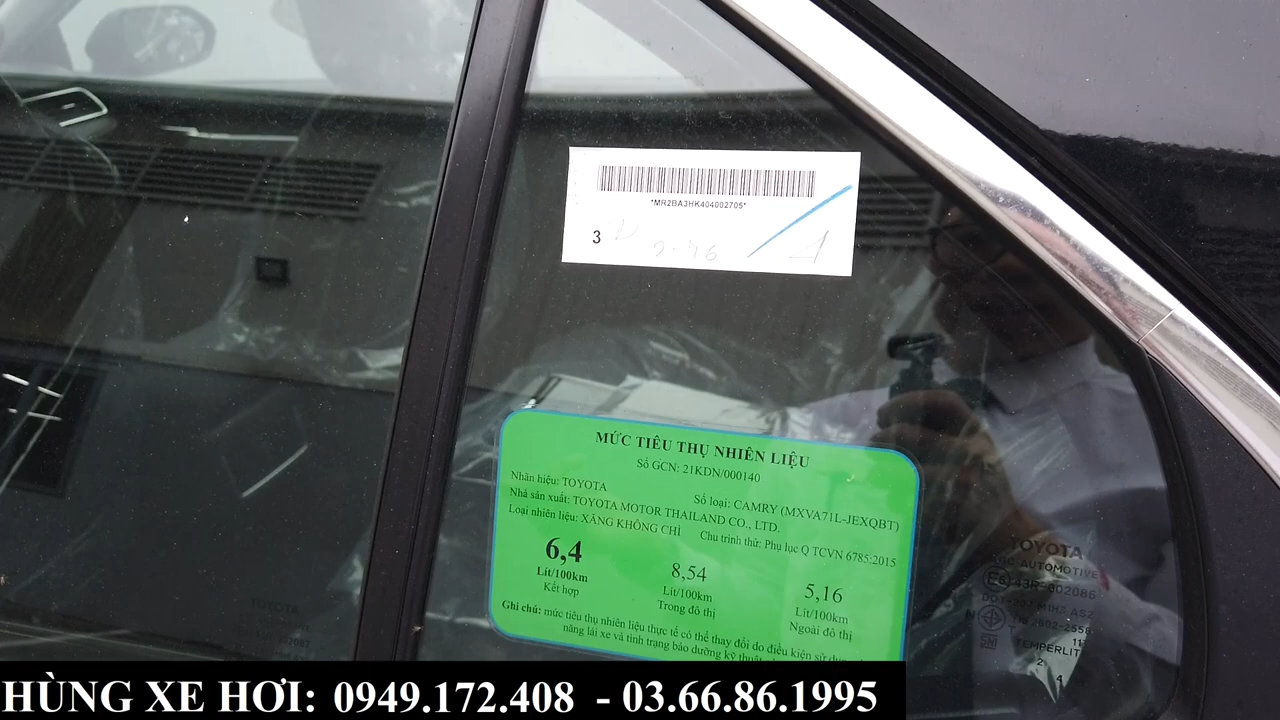 *MR2BA3HK404002705*
3
MỨC TIÊU THỤ NHIÊN LIỆU
Số GCN: 21KDN/000140
Nhãn hiệu: TOYOTA
Số loại: CAMRY (MXVA71L-JEXQBT)
Nhà sản xuất: TOYOTA MOTOR THAILAND CO., LTD.
Loại nhiên liệu: XĂNG KHÔNG CHÌ
Chu trình thử: Phụ lục Q TCVN 6785:2015
6,4
Lít/100km
Kết hợp
8,54
Lít/100km
Trong đô thị
5,16
Lít/100km
Ngoài đô thị
Ghi chú: mức tiêu thụ nhiên liệu thực tế có thể thay đổi do điều kiện sử
năng lái xe và tình trạng bảo dưỡng kỹ thuật
TOYOTA
AUTOMOTIVE
E6 43R-002086
TEMPERLIT
TOYOTA
HÙNG XE HƠI: 0949.172.408 - 03.66.86.1995